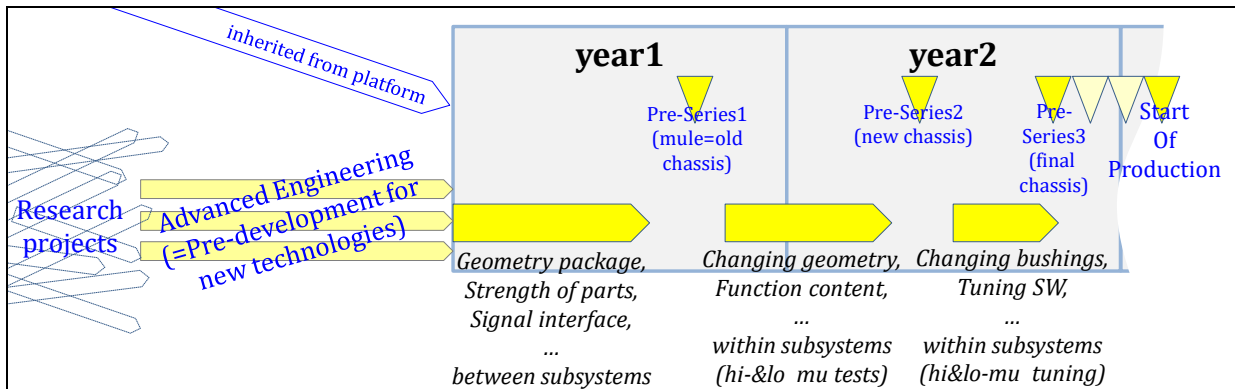 inherited from platform
year1
year2
Pre-Series1
(mule=old
chassis)
Pre-Series2
(new chassis)
Pre-
Series3
(final
chassis)
Start
Of
Production
Research
projects
Advanced Engineering
(=Pre-development for
new technologies)
Geometry package,
Strength of parts,
Signal interface,
...
between subsystems
Changing geometry,
Function content,
...
within subsystems
(hi-&lo mu tests)
Changing bushings,
Tuning SW,
...
within subsystems
(hi&lo-mu tuning)